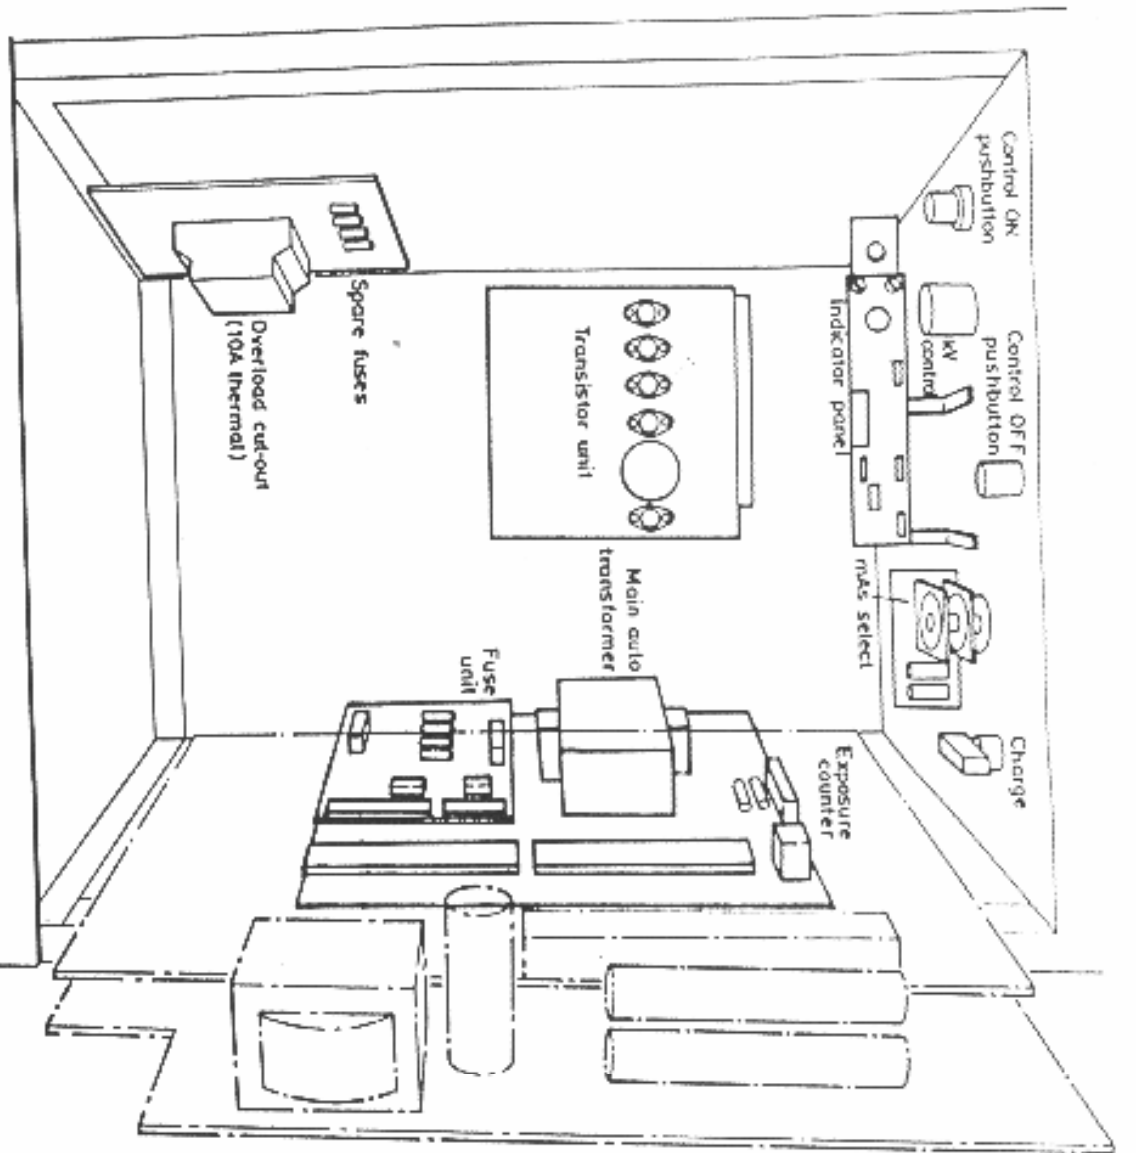 Control ON
pushbutton
kV
control
Control OFF
pushbutton
Indicator panel
mAs select
Charge
Transistor unit
Main auto
transformer
Exposure
counter
Spare fuses
Fuse
unit
Overload cut-out
(10A thermal)